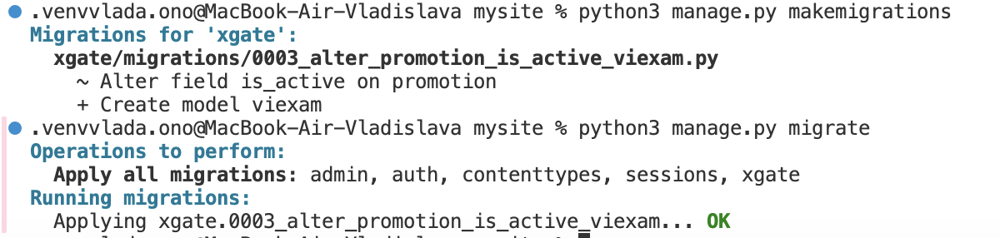 .venvvlada.ono@MacBook-Air-Vladislava mysite % python3 manage.py makemigrations
Migrations for 'xgate':
xgate/migrations/0003_alter_promotion_is_active_viexam.py
~ Alter field is_active on promotion
+ Create model viexam
.venvvlada.ono@MacBook-Air-Vladislava mysite % python3 manage.py migrate
Operations to perform:
Apply all migrations: admin, auth, contenttypes, sessions, xgate
Running migrations:
Applying xgate.0003_alter_promotion_is_active_viexam... OK